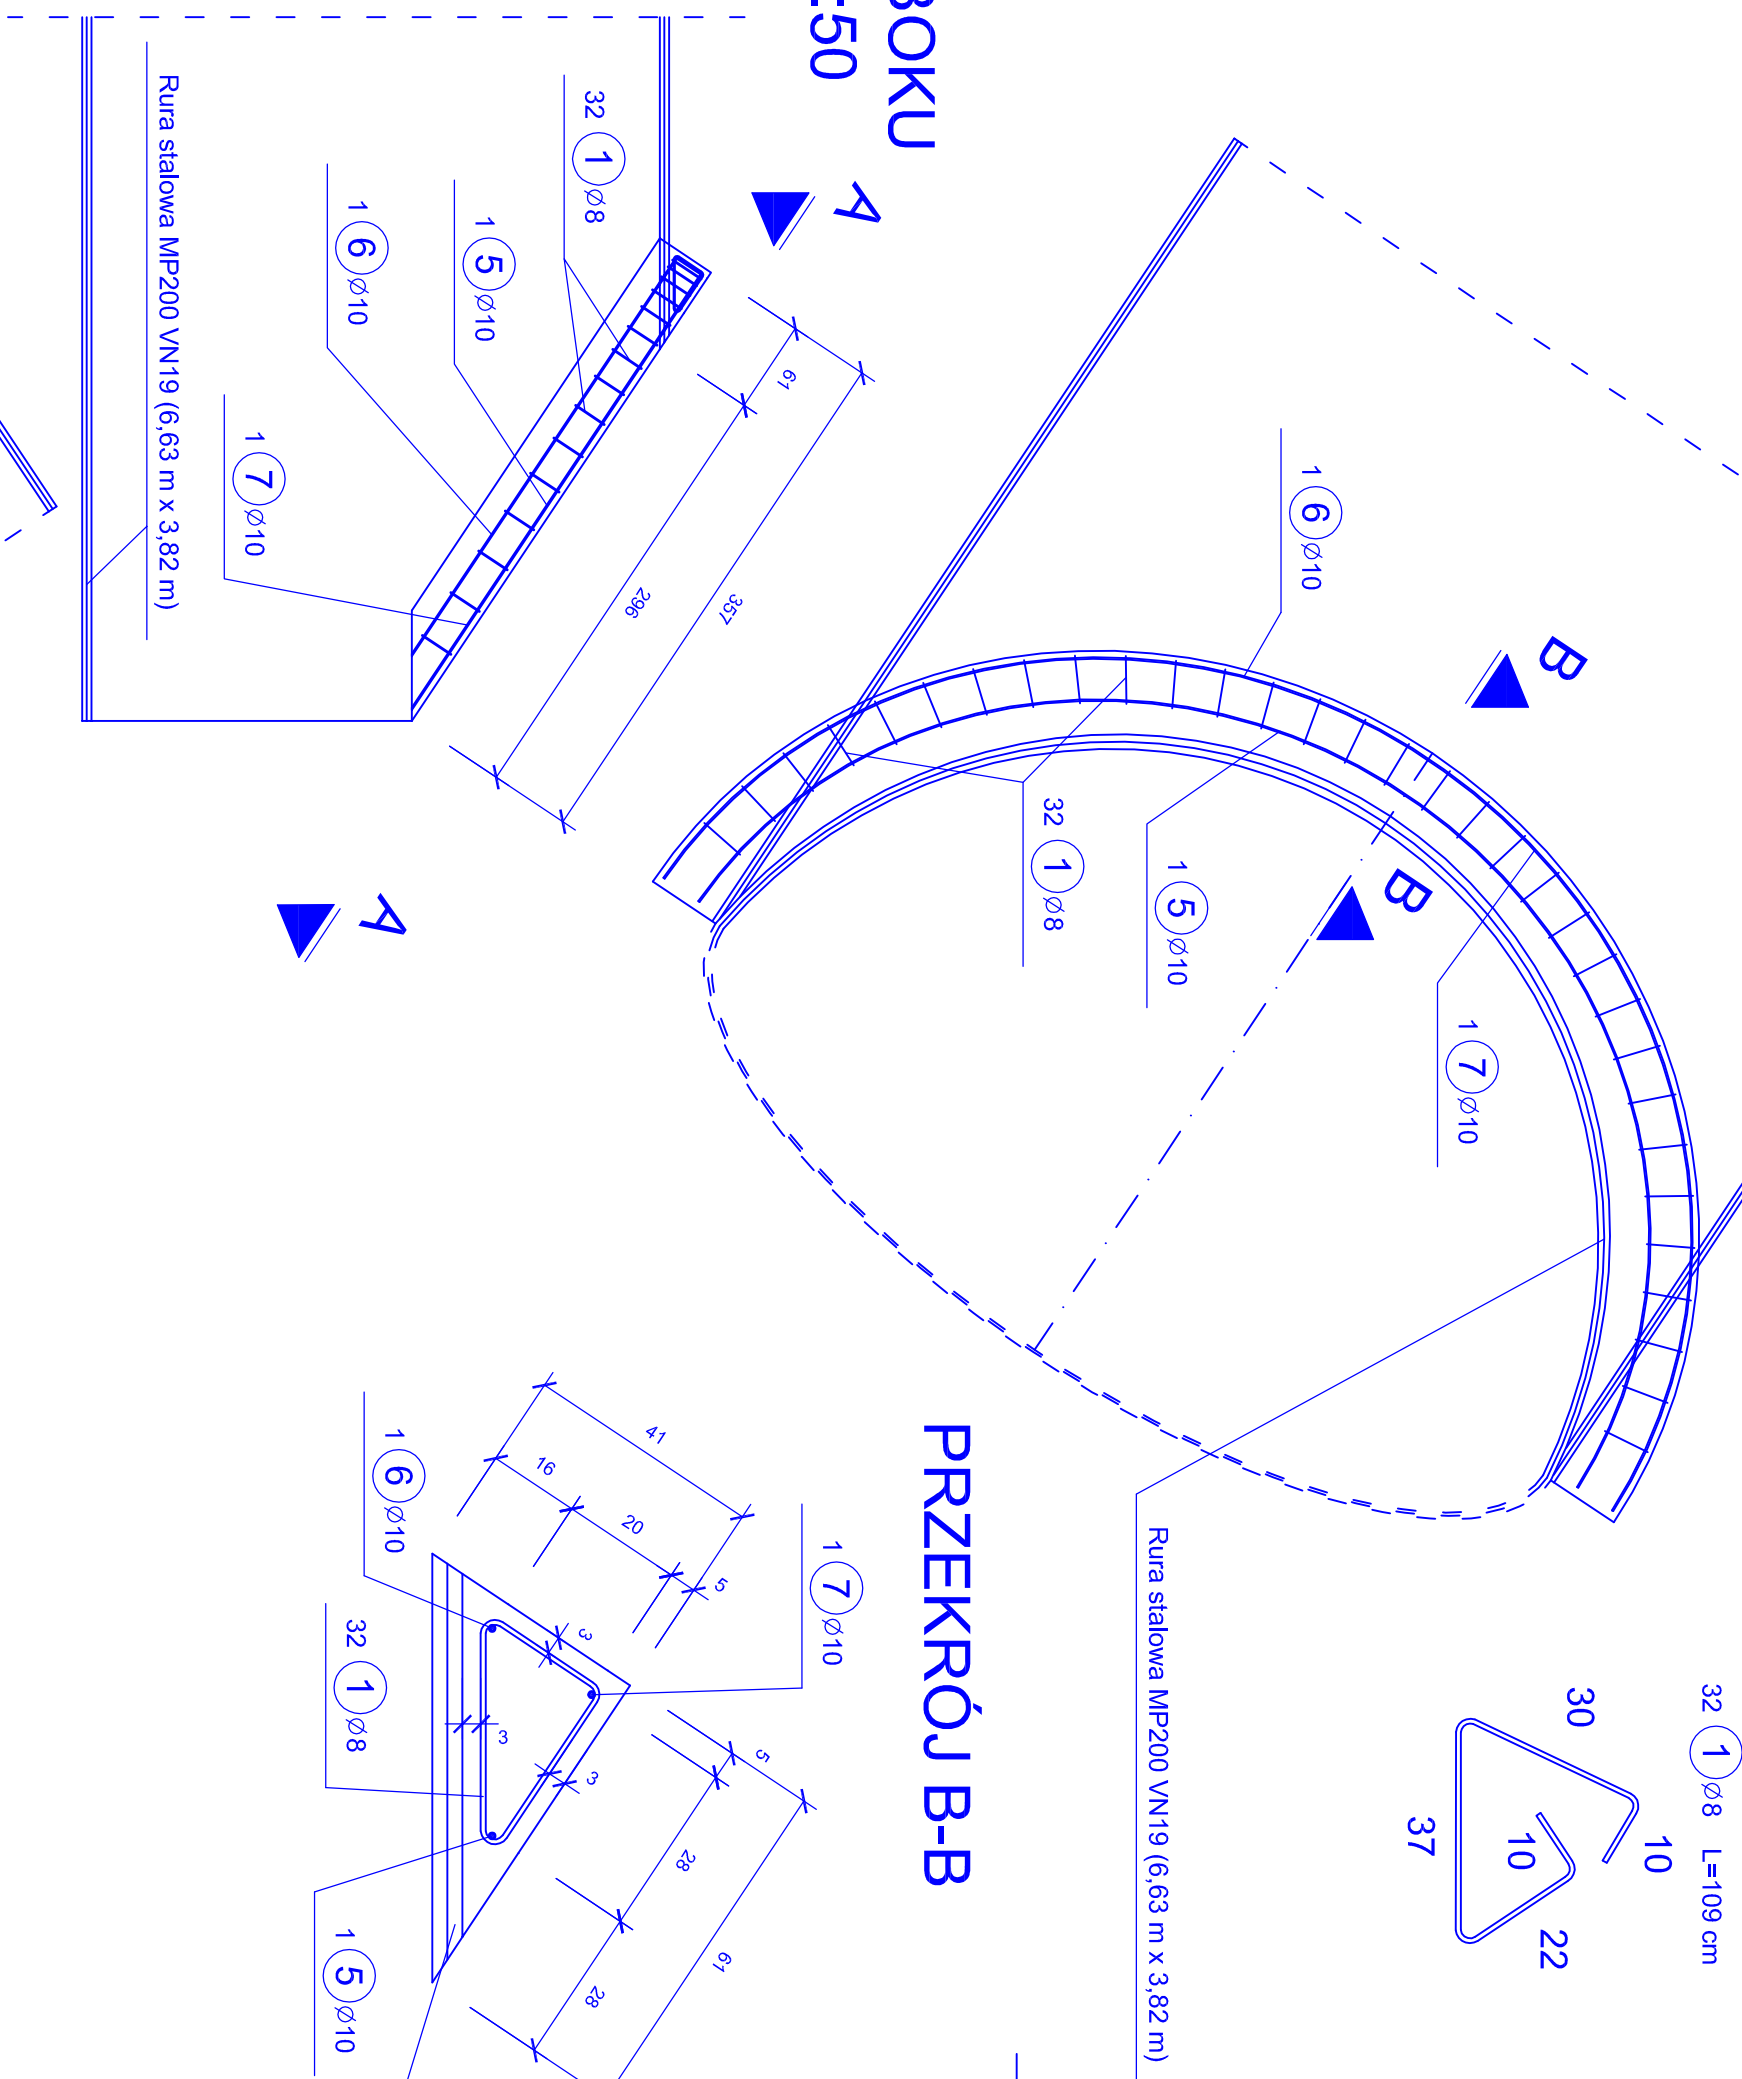 BOKU
:50
A
A
32 1 Ø8
1 5 Ø10
1 6 Ø10
1 7 Ø10
Rura stalowa MP200 VN19 (6,63 m x 3,82 m)
61
296
357
B
B
1 6 Ø10
32 1 Ø8
1 5 Ø10
1 7 Ø10
Rura stalowa MP200 VN19 (6,63 m x 3,82 m)
32 1 Ø8 L=109 cm
30
10
10
37
22
PRZEKRÓJ B-B
41
16
20
5
1 7 Ø10
1 6 Ø10
32 1 Ø8
1 5 Ø10
3
3
3
5
28
28
61